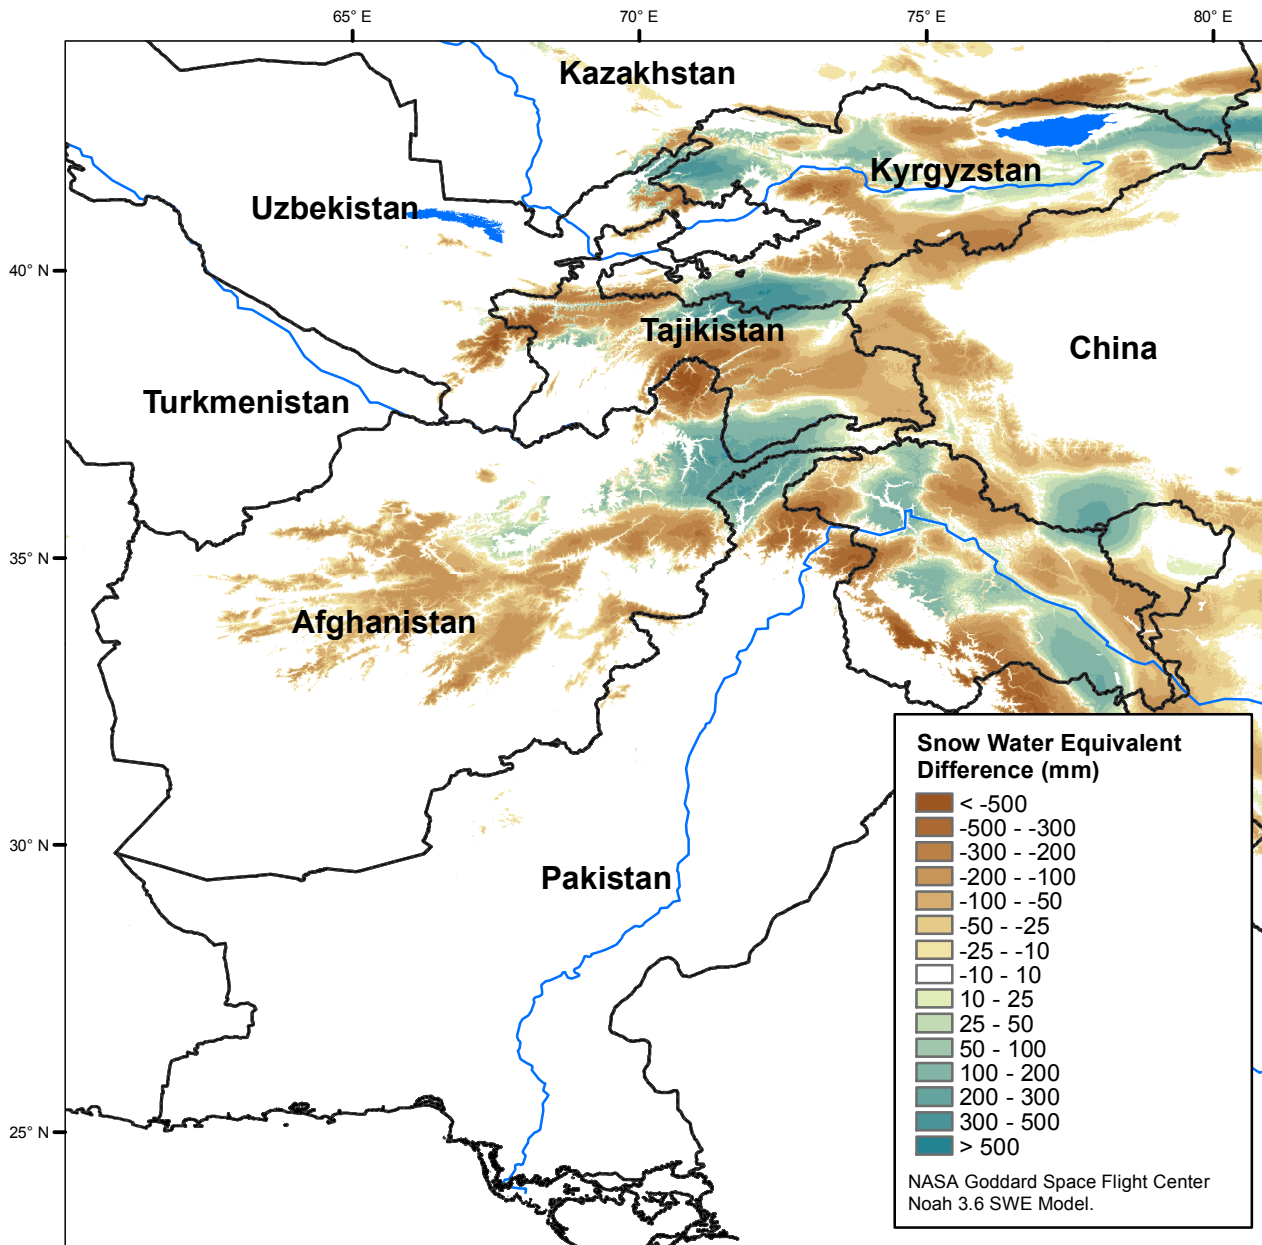 65° E
70° E
75° E
80° E
Kazakhstan
Kyrgyzstan
Uzbekistan
40° N
Tajikistan
China
Turkmenistan
35° N
Afghanistan
30° N
Pakistan
25° N
Snow Water Equivalent
Difference (mm)
< -500
-500 - -300
-300 - -200
-200 - -100
-100 - -50
-50 - -25
-25 - -10
-10 - 10
10 - 25
25 - 50
50 - 100
100 - 200
200 - 300
300 - 500
> 500
NASA Goddard Space Flight Center
Noah 3.6 SWE Model.